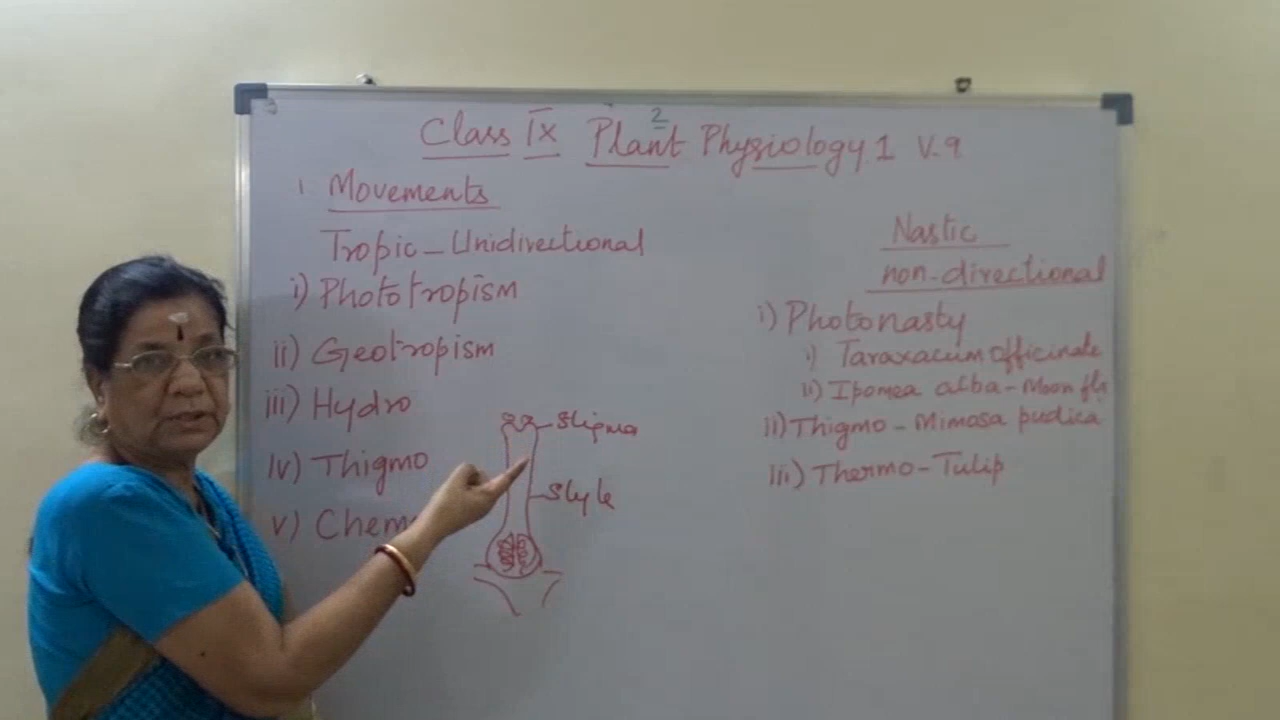 2
Class IX Plant Physiology 1 V.9
1 Movements
Tropic - Unidirectional
i) Phototropism
ii) Geotropism
iii) Hydro
iv) Thigmo
v) Chem
Stigma
Style
Nastic
non-directional
i) Photonasty
i) Taraxacum officinale
ii) Ipomea alba - Moon fl
ii) Thigmo - Mimosa pudica
iii) Thermo - Tulip